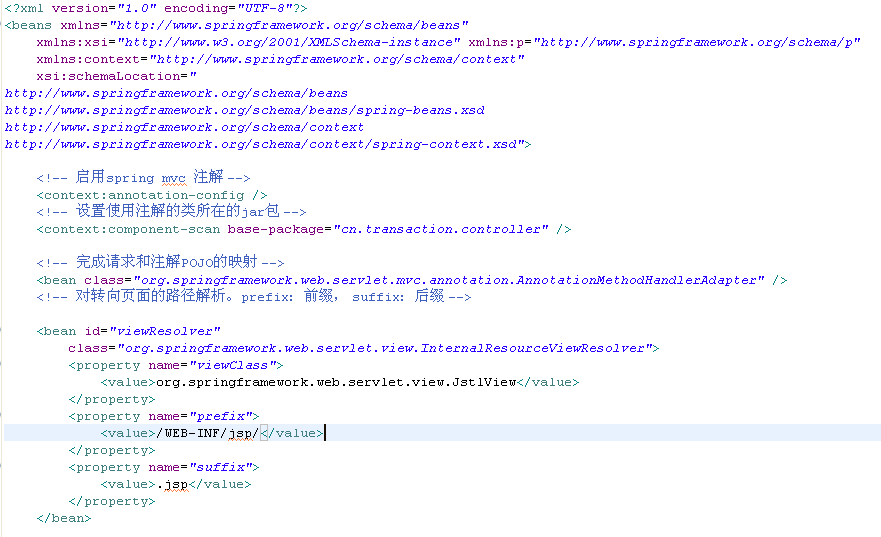 <?xml version="1.0" encoding="UTF-8"?>
<beans xmlns="http://www.springframework.org/schema/beans"
    xmlns:xsi="http://www.w3.org/2001/XMLSchema-instance" xmlns:p="http://www.springframework.org/schema/p"
    xmlns:context="http://www.springframework.org/schema/context"
    xsi:schemaLocation="
http://www.springframework.org/schema/beans
http://www.springframework.org/schema/beans/spring-beans.xsd
http://www.springframework.org/schema/context
http://www.springframework.org/schema/context/spring-context.xsd">
    <!-- 启用spring mvc 注解 -->
    <context:annotation-config />
    <!-- 设置使用注解的类所在的jar包 -->
    <context:component-scan base-package="cn.transaction.controller" />
    <!-- 完成请求和注解POJO的映射 -->
    <bean class="org.springframework.web.servlet.mvc.annotation.AnnotationMethodHandlerAdapter" />
    <!-- 对转向页面的路径解析。prefix：前缀， suffix：后缀 -->
    <bean id="viewResolver"
        class="org.springframework.web.servlet.view.InternalResourceViewResolver">
        <property name="viewClass">
            <value>org.springframework.web.servlet.view.JstlView</value>
        </property>
        <property name="prefix">
            <value>/WEB-INF/jsp/</value>
        </property>
        <property name="suffix">
            <value>.jsp</value>
        </property>
    </bean>